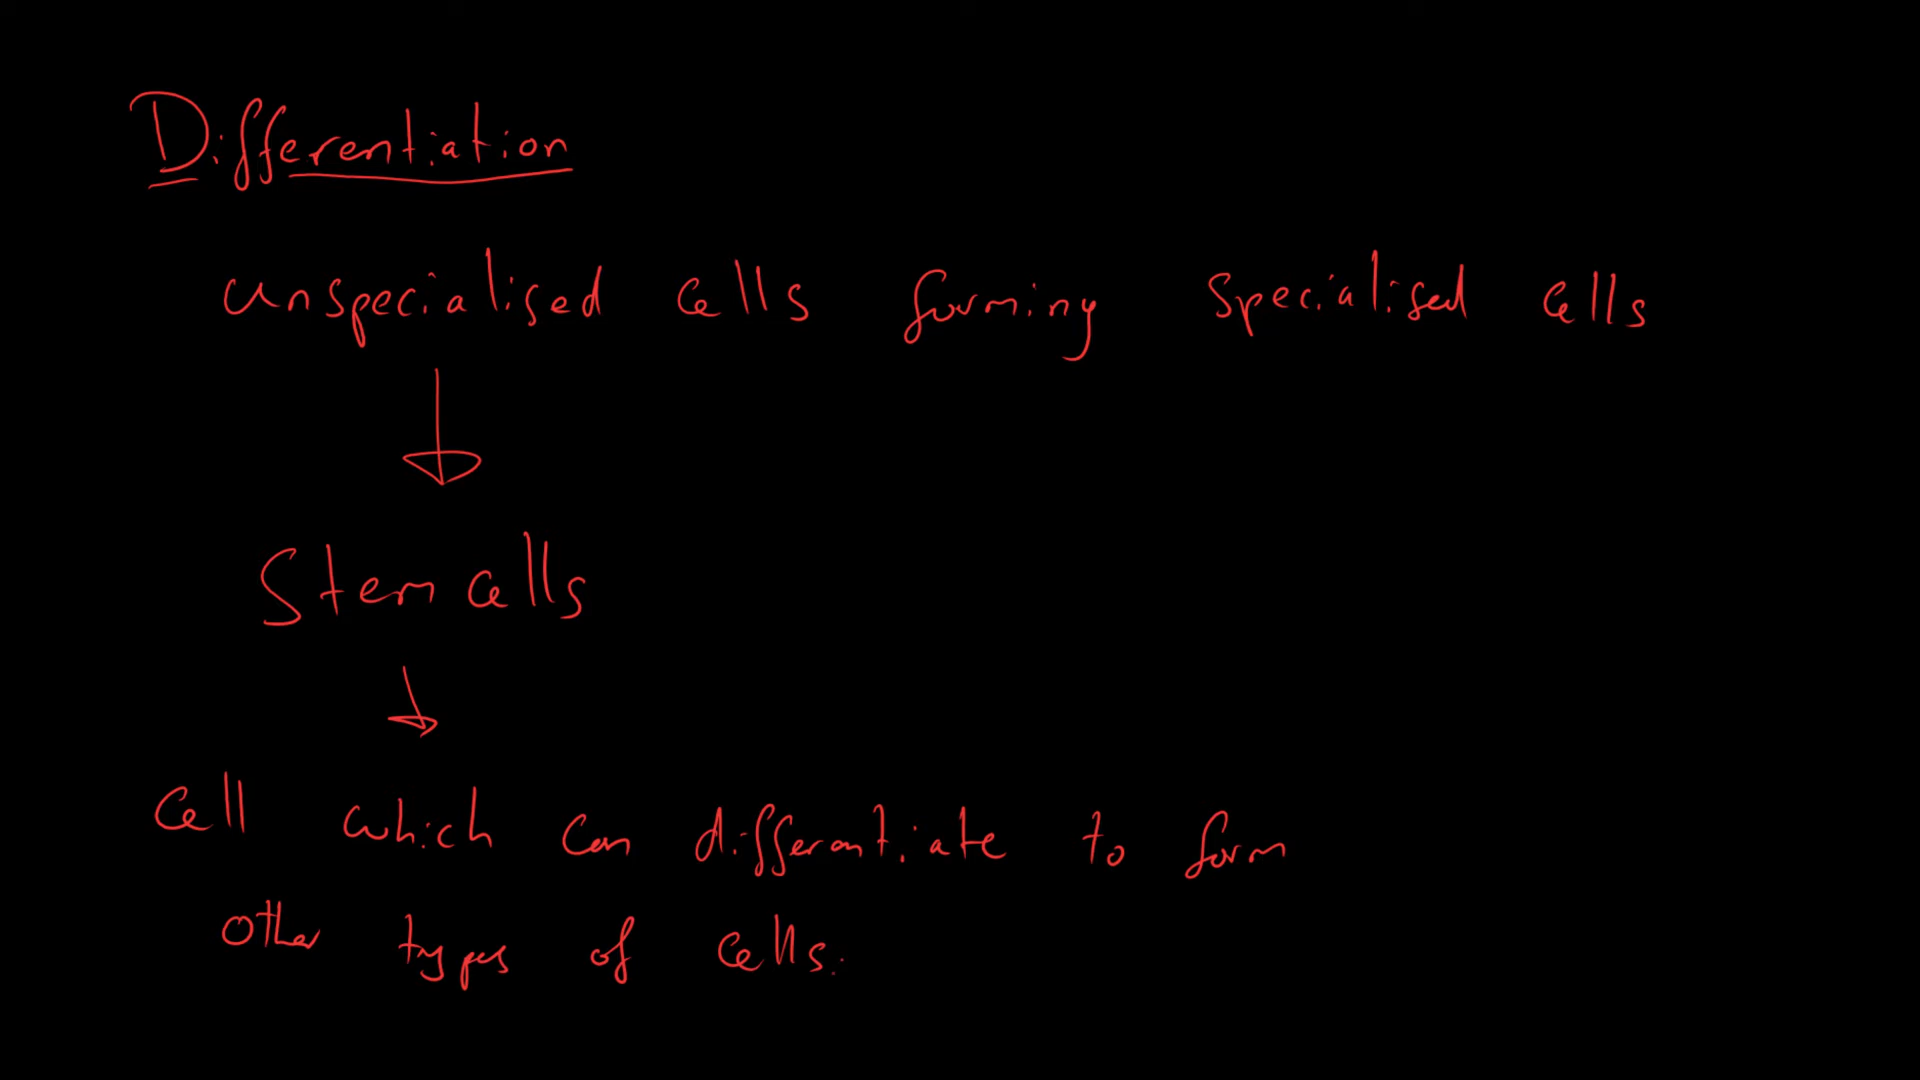 Differentiation
unspecialised cells forming specialised cells
Stem cells
Cell which can differentiate to form
other types of cells.